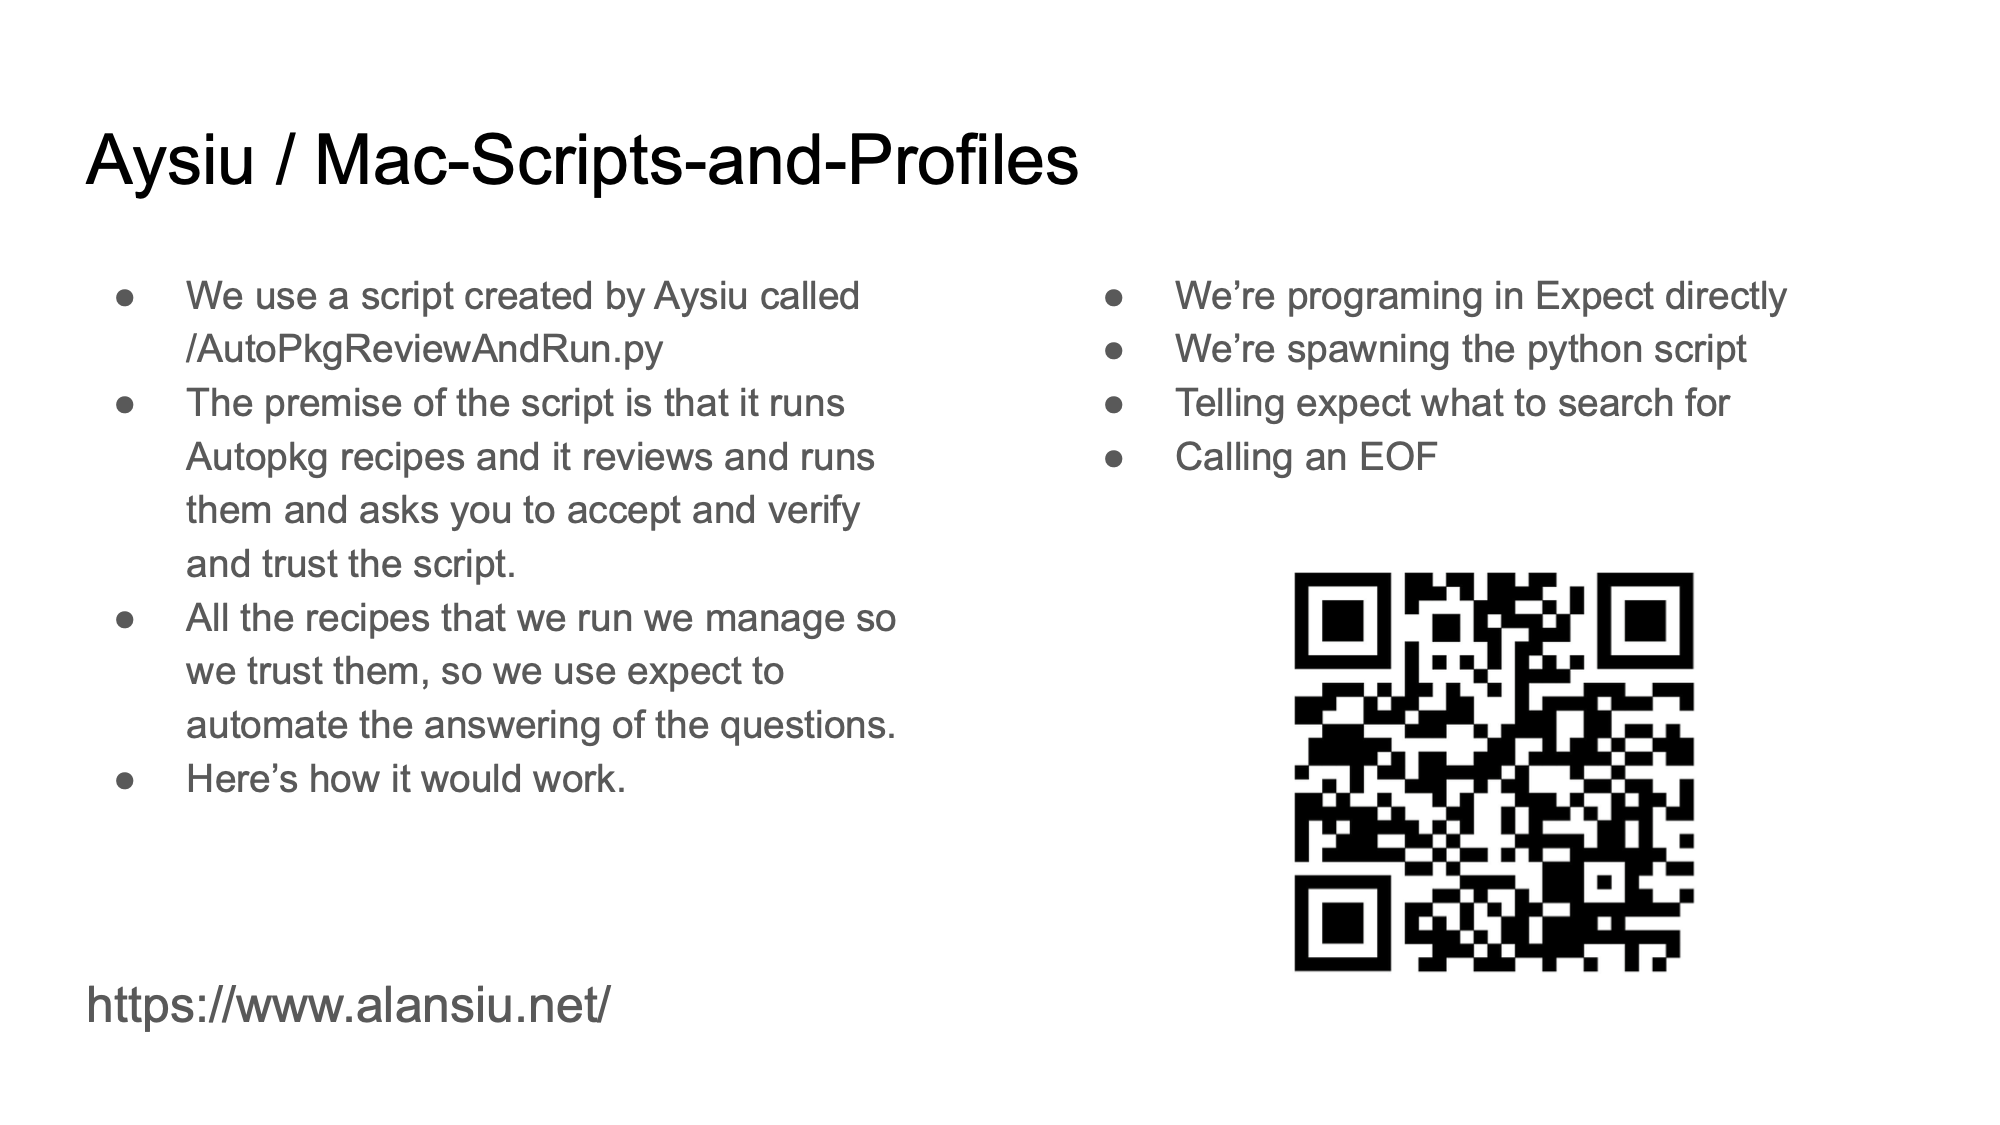 Aysiu / Mac-Scripts-and-Profiles
● We use a script created by Aysiu called
/AutoPkgReviewAndRun.py
● The premise of the script is that it runs
Autopkg recipes and it reviews and runs
them and asks you to accept and verify
and trust the script.
● All the recipes that we run we manage so
we trust them, so we use expect to
automate the answering of the questions.
● Here’s how it would work.
● We’re programing in Expect directly
● We’re spawning the python script
● Telling expect what to search for
● Calling an EOF
https://www.alansiu.net/